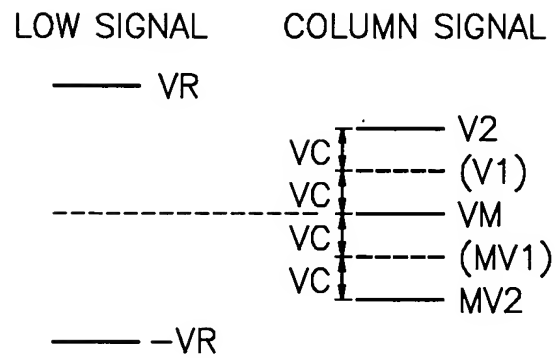 LOW SIGNAL COLUMN SIGNAL
VR
V2
VC
(V1)
VC
VM
VC
(MV1)
VC
MV2
−VR